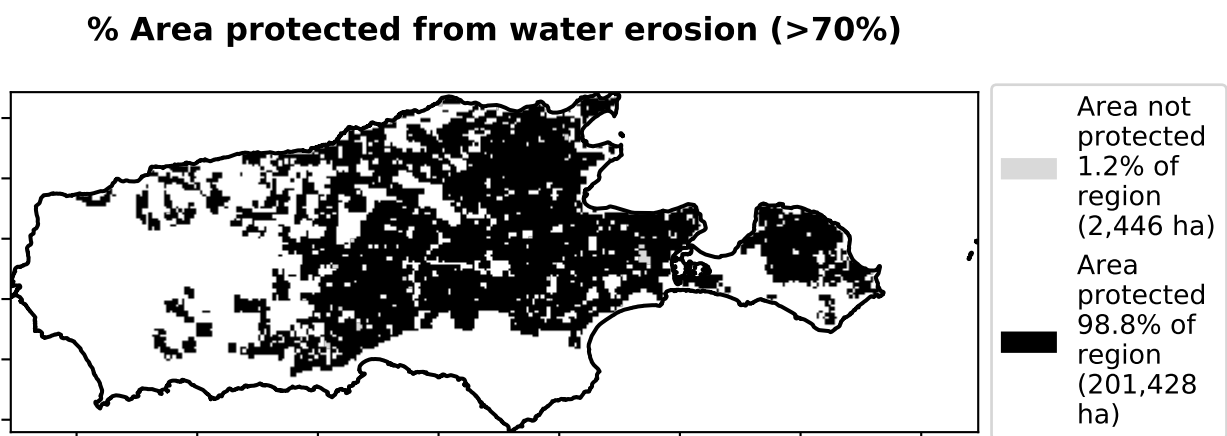 % Area protected from water erosion (>70%)
Area not
protected
1.2% of
region
(2,446 ha)
Area
protected
98.8% of
region
(201,428
ha)